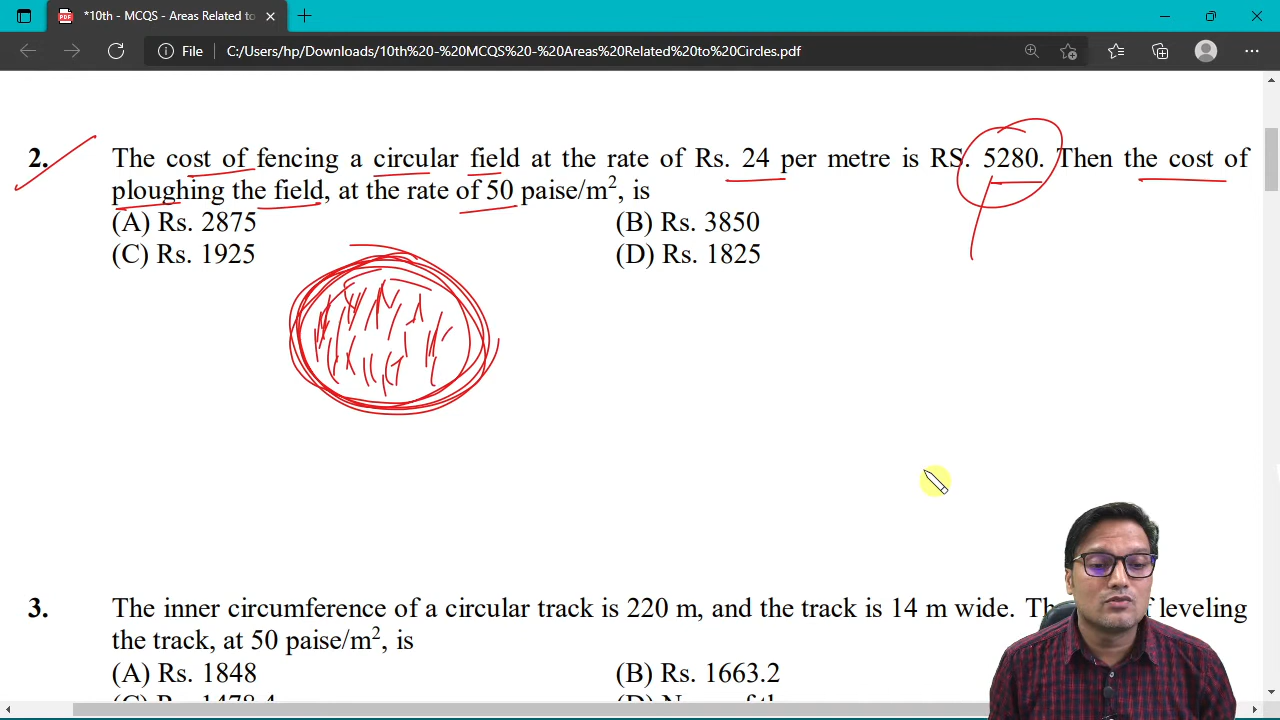 *10th - MCQS - Areas Related to
File
C:/Users/hp/Downloads/10th%20-%20MCQS%20-%20Areas%20Related%20to%20Circles.pdf
2. The cost of fencing a circular field at the rate of Rs. 24 per metre is RS. 5280. Then the cost of
ploughing the field, at the rate of 50 paise/m², is
(A) Rs. 2875 (B) Rs. 3850
(C) Rs. 1925 (D) Rs. 1825
3. The inner circumference of a circular track is 220 m, and the track is 14 m wide. leveling
the track, at 50 paise/m², is
(A) Rs. 1848 (B) Rs. 1663.2